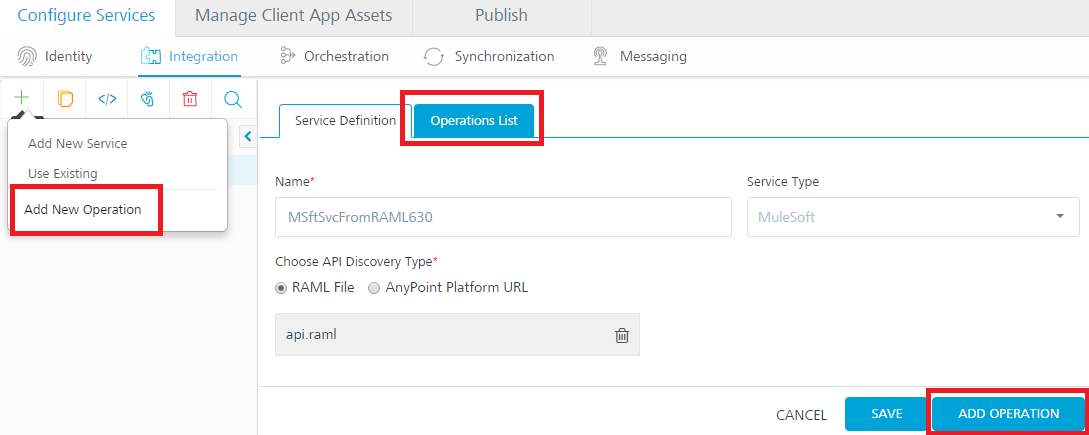 Configure Services
Manage Client App Assets
Publish
Identity
Integration
Orchestration
Synchronization
Messaging
</>
Add New Service
Use Existing
Add New Operation
Service Definition
Operations List
Name*
Service Type
MSftSvcFromRAML630
MuleSoft
Choose API Discovery Type*
RAML File
AnyPoint Platform URL
api.raml
CANCEL
SAVE
ADD OPERATION